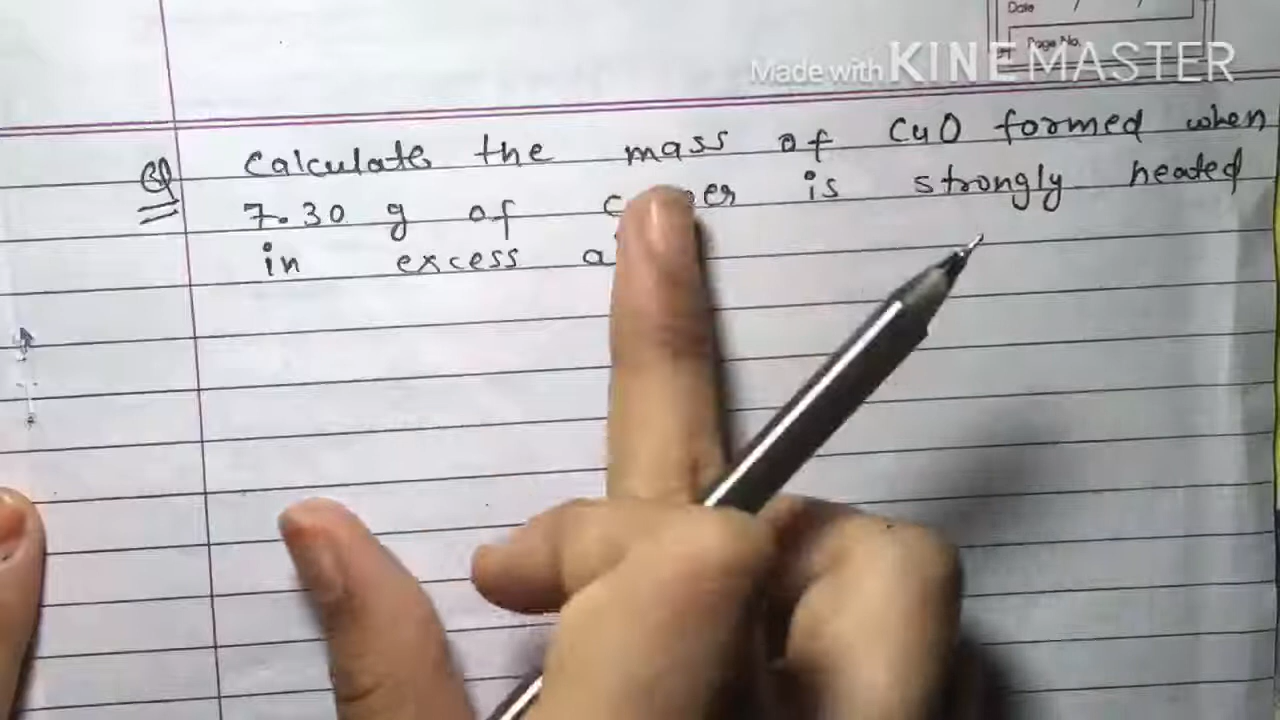 Date / /
Page No.
Made with KINEMASTER
Q Calculate the mass of CuO formed when
7.30 g of is strongly heated
in excess